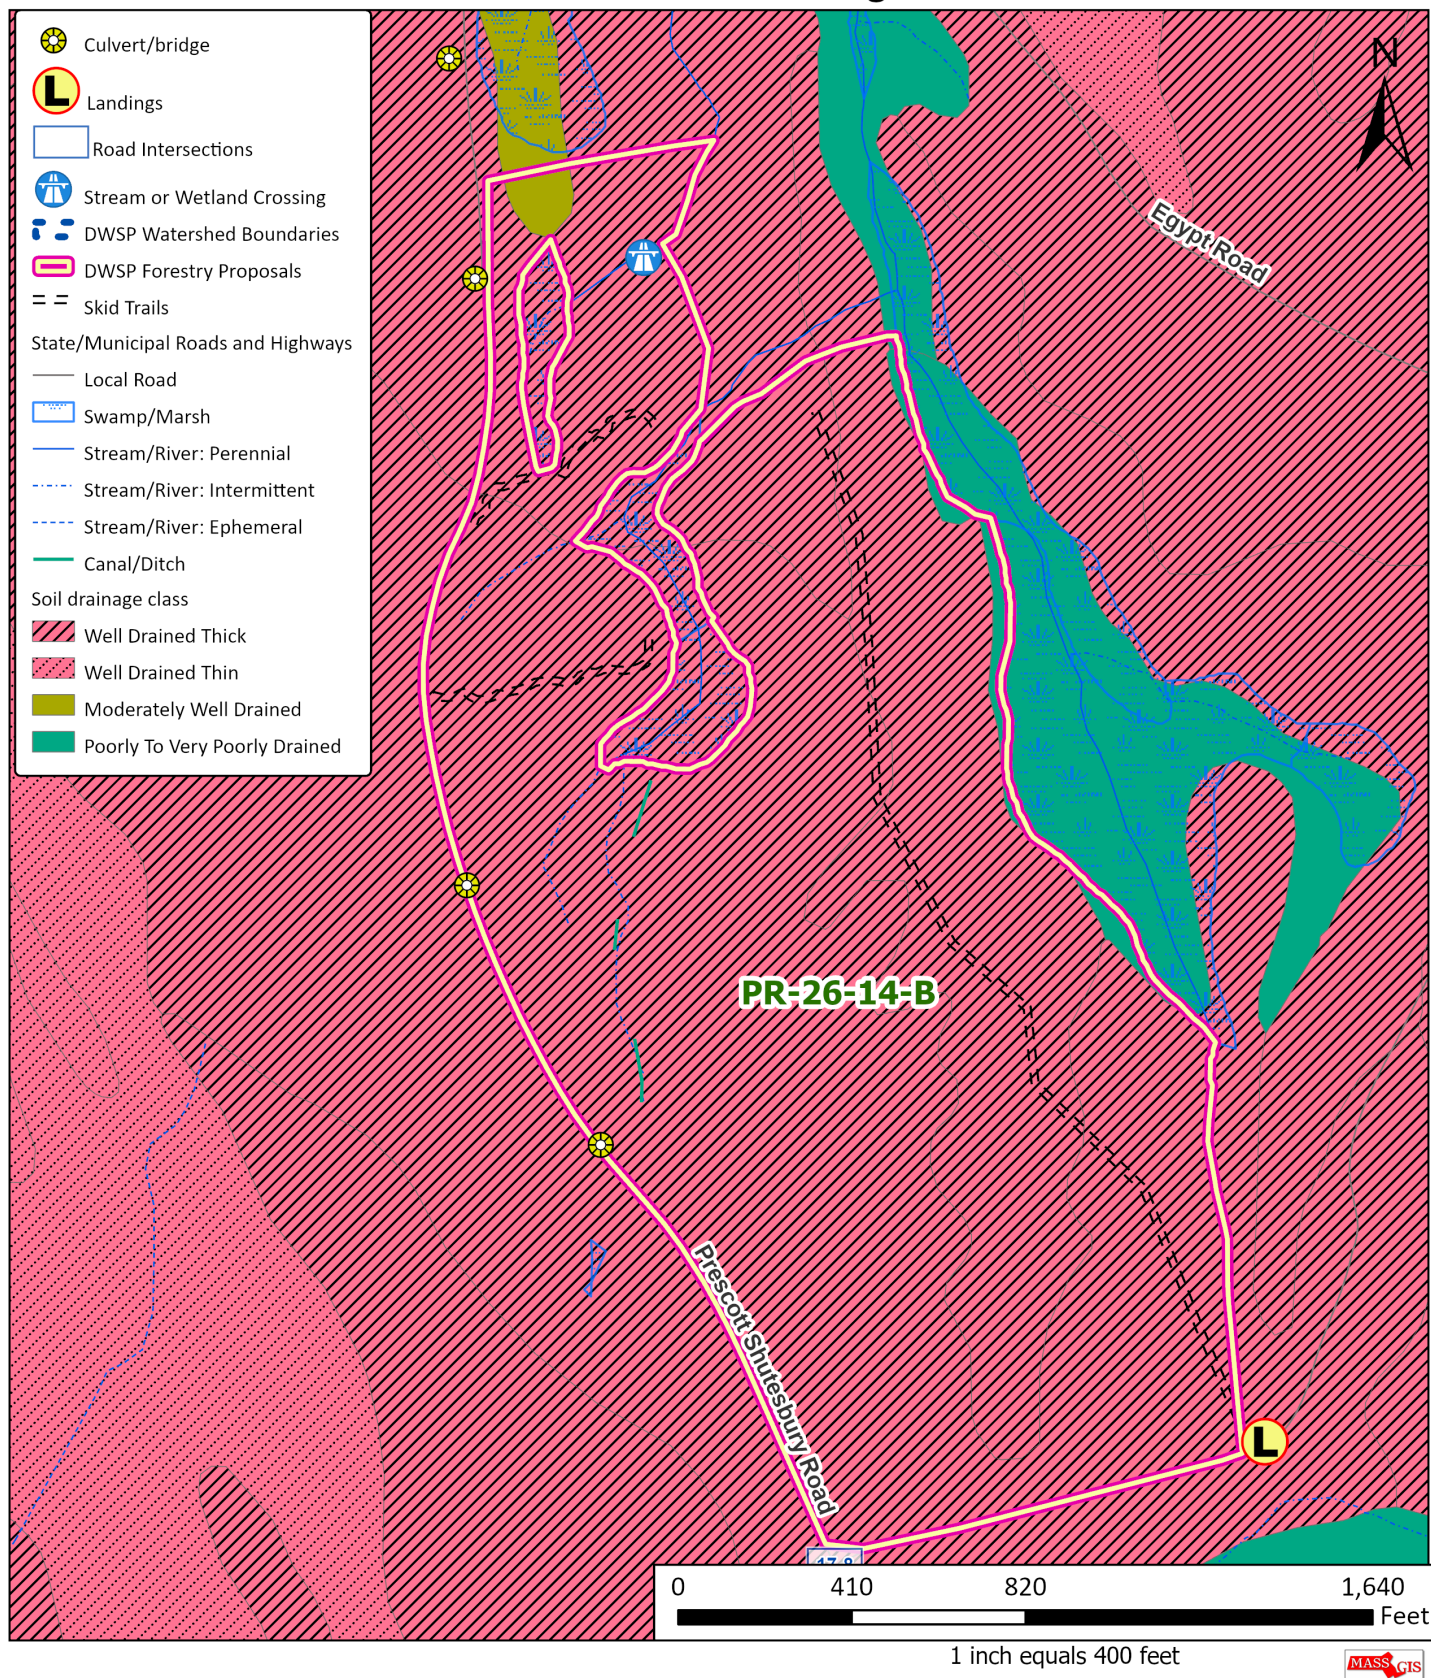 Culvert/bridge
L
Landings
Road Intersections
Stream or Wetland Crossing
DWSP Watershed Boundaries
DWSP Forestry Proposals
Skid Trails
State/Municipal Roads and Highways
Local Road
Swamp/Marsh
Stream/River: Perennial
Stream/River: Intermittent
Stream/River: Ephemeral
Canal/Ditch
Soil drainage class
Well Drained Thick
Well Drained Thin
Moderately Well Drained
Poorly To Very Poorly Drained
N
Egypt Road
PR-26-14-B
Prescott Shutesbury Road
L
0 410 820 1,640
Feet
1 inch equals 400 feet
MASS GIS